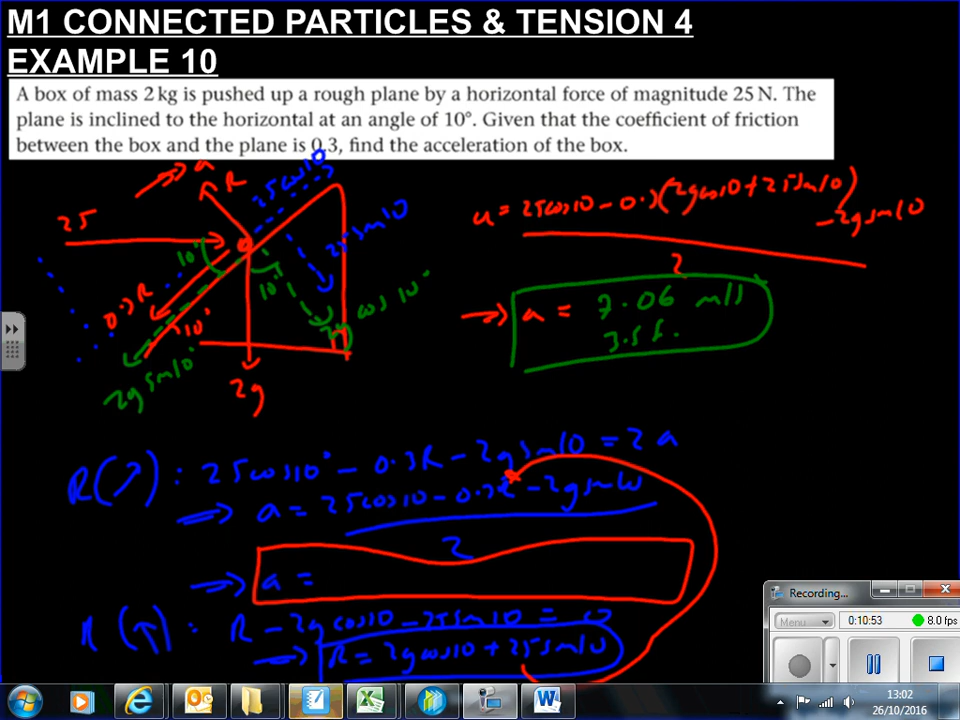 M1 CONNECTED PARTICLES & TENSION 4
EXAMPLE 10
A box of mass 2 kg is pushed up a rough plane by a horizontal force of magnitude 25 N. The
plane is inclined to the horizontal at an angle of 10°. Given that the coefficient of friction
between the box and the plane is 0.3, find the acceleration of the box.
a
R
25cos10
25
25sin10
10°
10°
0.3R
10°
2g cos 10°
2g sin10°
2g
a = 25cos10 - 0.3(2gcos10 + 25sin10)
- 2gsin10
2
⇒ a = 7.06 m/s
3.s.f.
R(↗) : 25cos10° - 0.3R - 2gsin10 = 2a
⇒ a = 25cos10 - 0.3R - 2gsin10
2
⇒ a =
R(↑) : R - 2gcos10 - 25sin10 = 0
⇒ R = 2gcos10 + 25sin10
Recording...
Menu
0:10:53
8.0 fps
13:02
26/10/2016